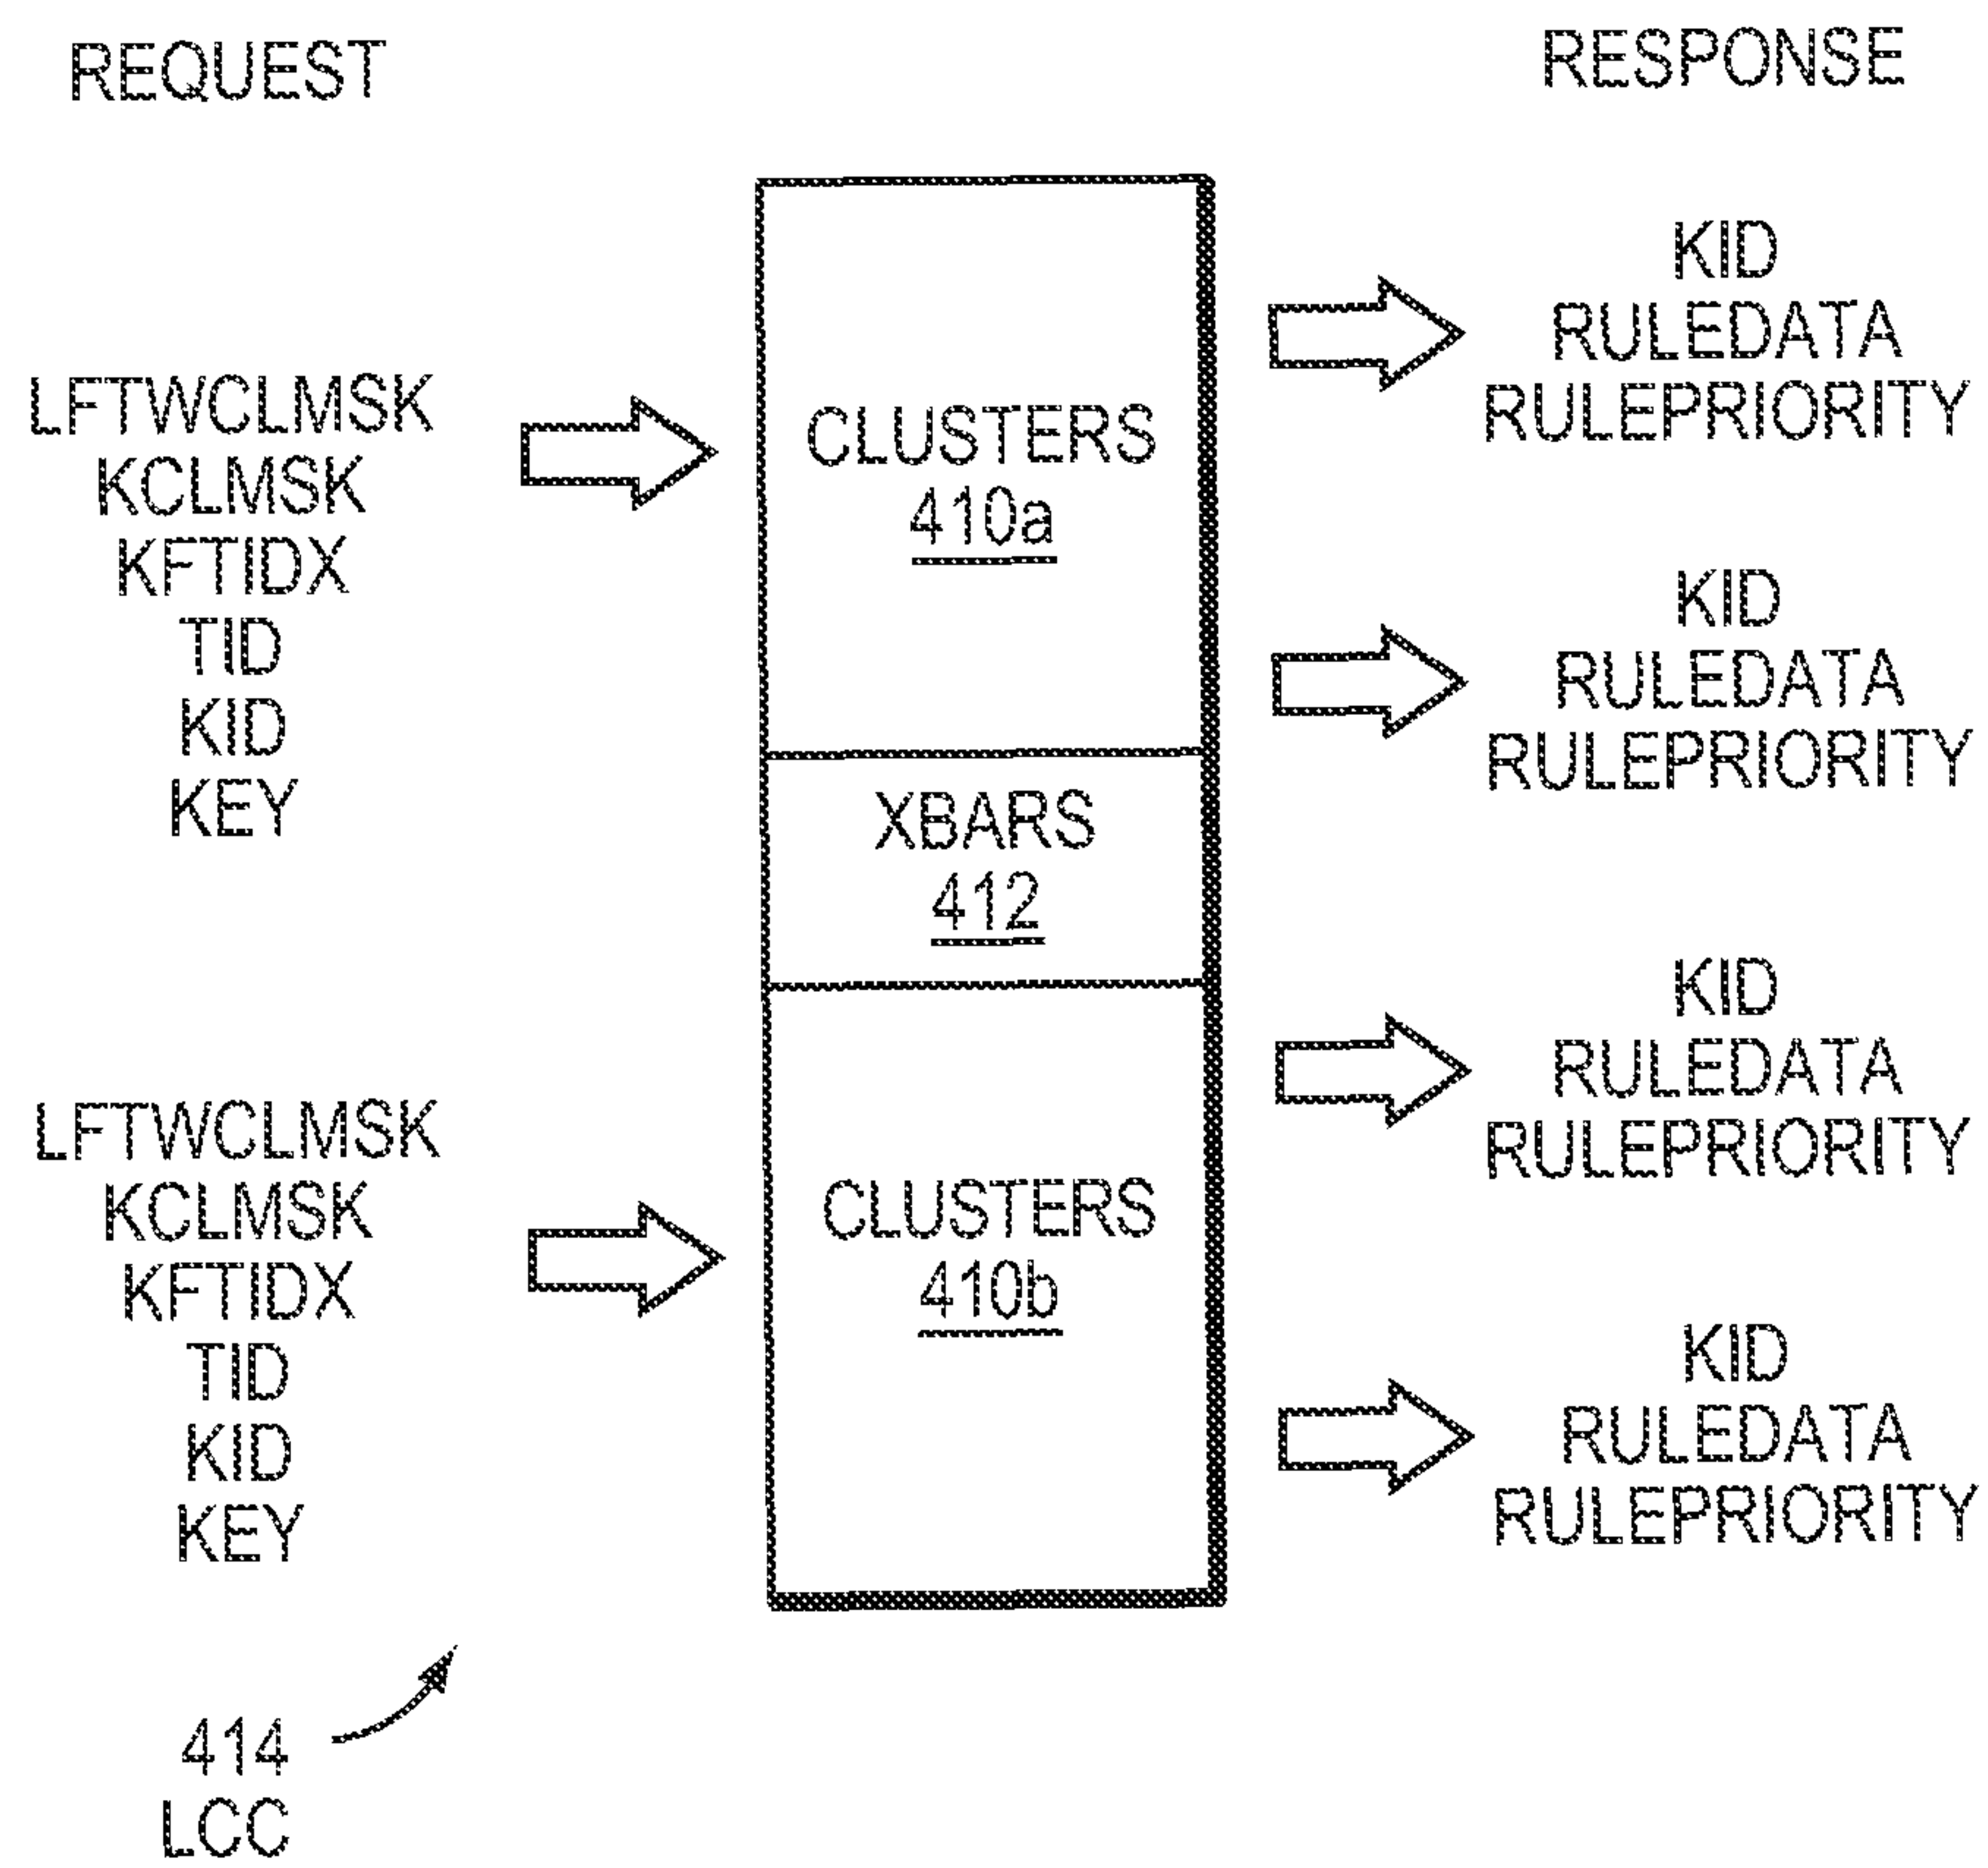 REQUEST
RESPONSE
LFTWCLMSK
KCLMSK
KFTIDX
TID
KID
KEY
LFTWCLMSK
KCLMSK
KFTIDX
TID
KID
KEY
414
LCC
CLUSTERS
410a
XBARS
412
CLUSTERS
410b
KID
RULEDATA
RULEPRIORITY
KID
RULEDATA
RULEPRIORITY
KID
RULEDATA
RULEPRIORITY
KID
RULEDATA
RULEPRIORITY